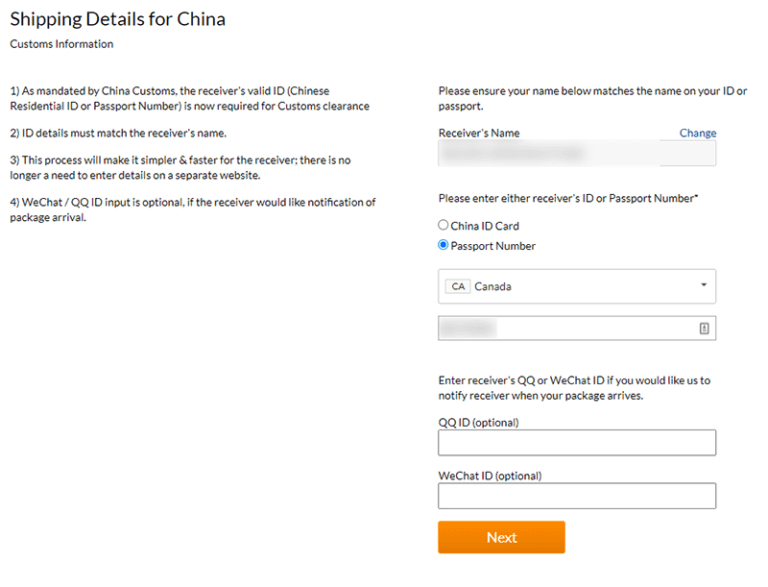 Shipping Details for China
Customs Information
1) As mandated by China Customs, the receiver's valid ID (Chinese
Residential ID or Passport Number) is now required for Customs clearance
2) ID details must match the receiver's name.
3) This process will make it simpler & faster for the receiver; there is no
longer a need to enter details on a separate website.
4) WeChat / QQ ID input is optional, if the receiver would like notification of
package arrival.
Please ensure your name below matches the name on your ID or
passport.
Receiver's Name Change
Please enter either receiver's ID or Passport Number*
China ID Card
Passport Number
CA Canada
Enter receiver's QQ or WeChat ID if you would like us to
notify receiver when your package arrives.
QQ ID (optional)
WeChat ID (optional)
Next